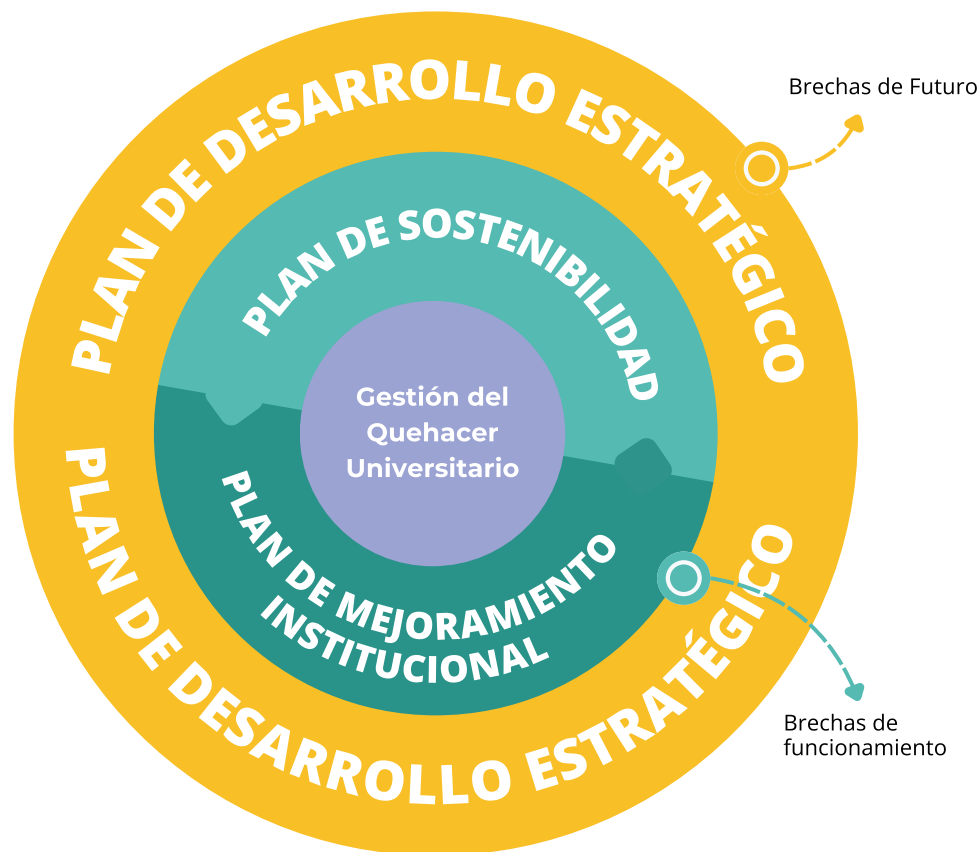 Brechas de Futuro
PLAN DE DESARROLLO ESTRATÉGICO
PLAN DE SOSTENIBILIDAD
Gestión del
Quehacer
Universitario
PLAN DE MEJORAMIENTO
INSTITUCIONAL
PLAN DE DESARROLLO ESTRATÉGICO
Brechas de
funcionamiento